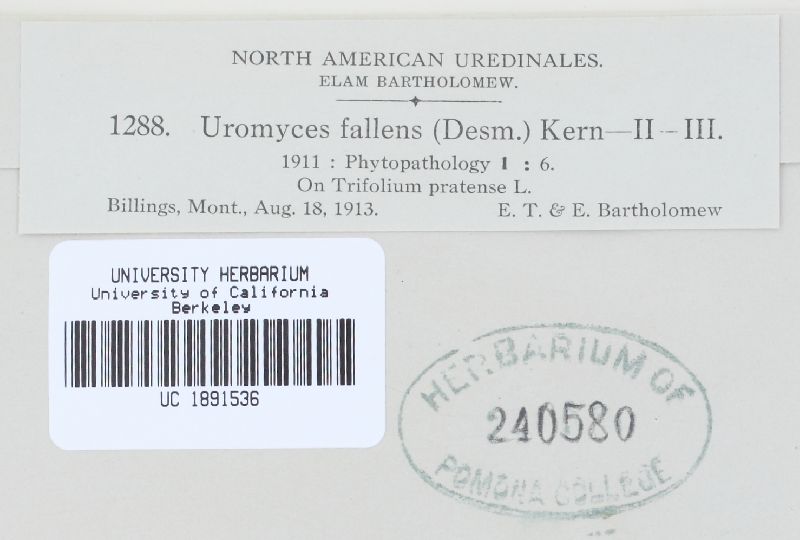 NORTH AMERICAN UREDINALES.
ELAM BARTHOLOMEW.
1288. Uromyces fallens (Desm.) Kern—II–III.
1911 : Phytopathology 1 : 6.
On Trifolium pratense L.
Billings, Mont., Aug. 18, 1913. E. T. & E. Bartholomew
UNIVERSITY HERBARIUM
University of California
Berkeley
UC 1891536
HERBARIUM OF
240580
POMONA COLLEGE